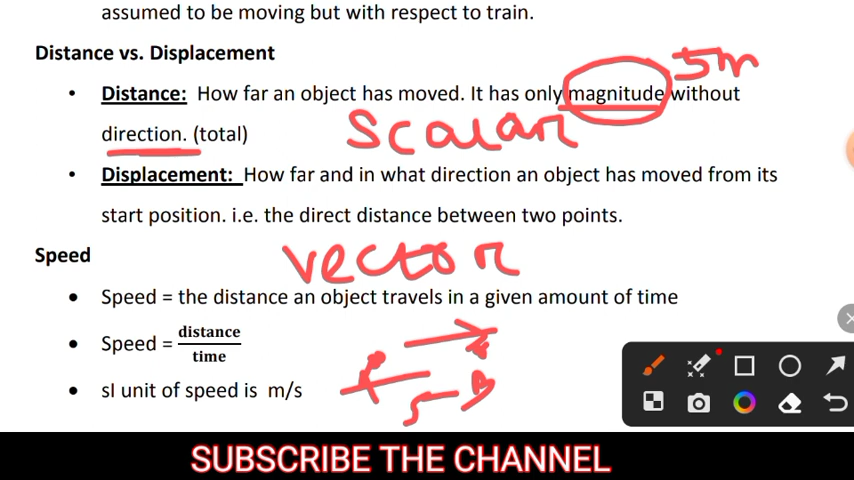 assumed to be moving but with respect to train.
Distance vs. Displacement
5m
• Distance: How far an object has moved. It has only magnitude without
direction. (total)
scalar
• Displacement: How far and in what direction an object has moved from its
start position. i.e. the direct distance between two points.
vector
Speed
• Speed = the distance an object travels in a given amount of time
• Speed = distance
time
• sI unit of speed is m/s
SUBSCRIBE THE CHANNEL